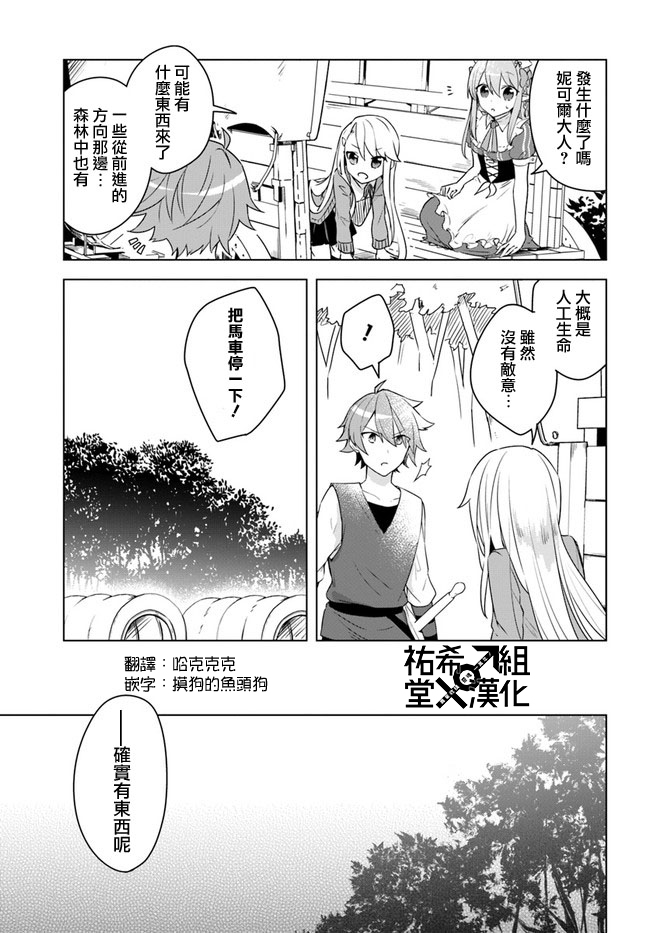 發生什麼了嗎
妮可爾大人？
可能有
什麼東西來了
一些從前進的
方向那邊…
森林中也有
大概是
人工生命
雖然
沒有敵意…
！
把馬車停一下！
翻譯：哈克克克
嵌字：摸狗的魚頭狗
祐希
堂
組
漢化
──確實有東西呢